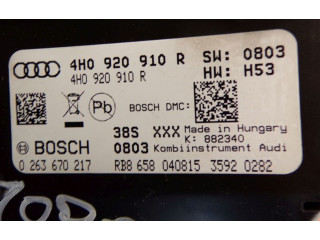 4H0 920 910 R SW: 0803
4H0 920 910 R HW: H53
Pb
BOSCH DMC:
38S XXX Made in Hungary
K: 882340
BOSCH 0803 Kombiinstrument Audi
0 263 670 217 RB8 658 040815 3592 0282